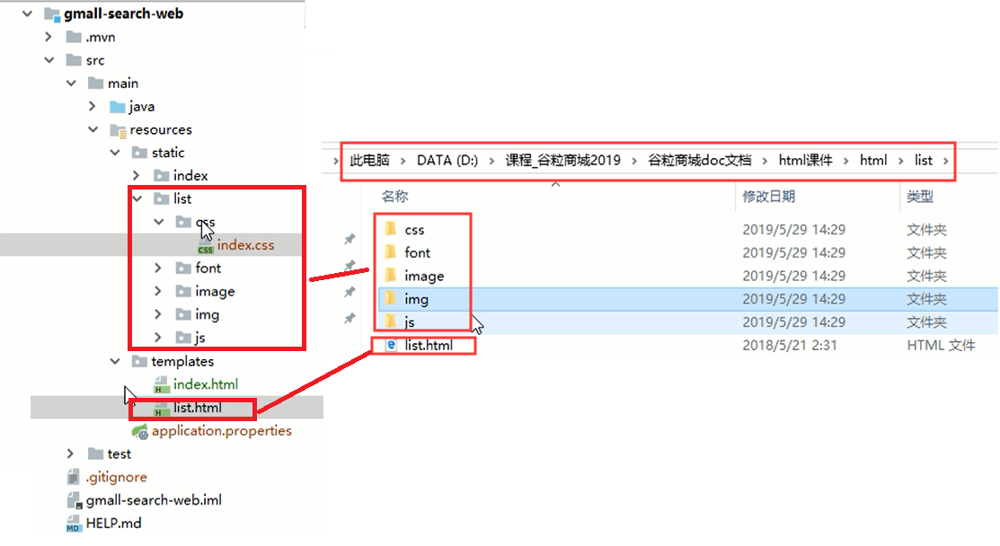 gmall-search-web
.mvn
src
main
java
resources
static
index
list
css
index.css
font
image
img
js
templates
index.html
list.html
application.properties
test
.gitignore
gmall-search-web.iml
HELP.md
此电脑 > DATA (D:) > 课程_谷粒商城2019 > 谷粒商城doc文档 > html课件 > html > list >
名称 修改日期 类型
css 2019/5/29 14:29 文件夹
font 2019/5/29 14:29 文件夹
image 2019/5/29 14:29 文件夹
img 2019/5/29 14:29 文件夹
js 2019/5/29 14:29 文件夹
list.html 2018/5/21 2:31 HTML 文件